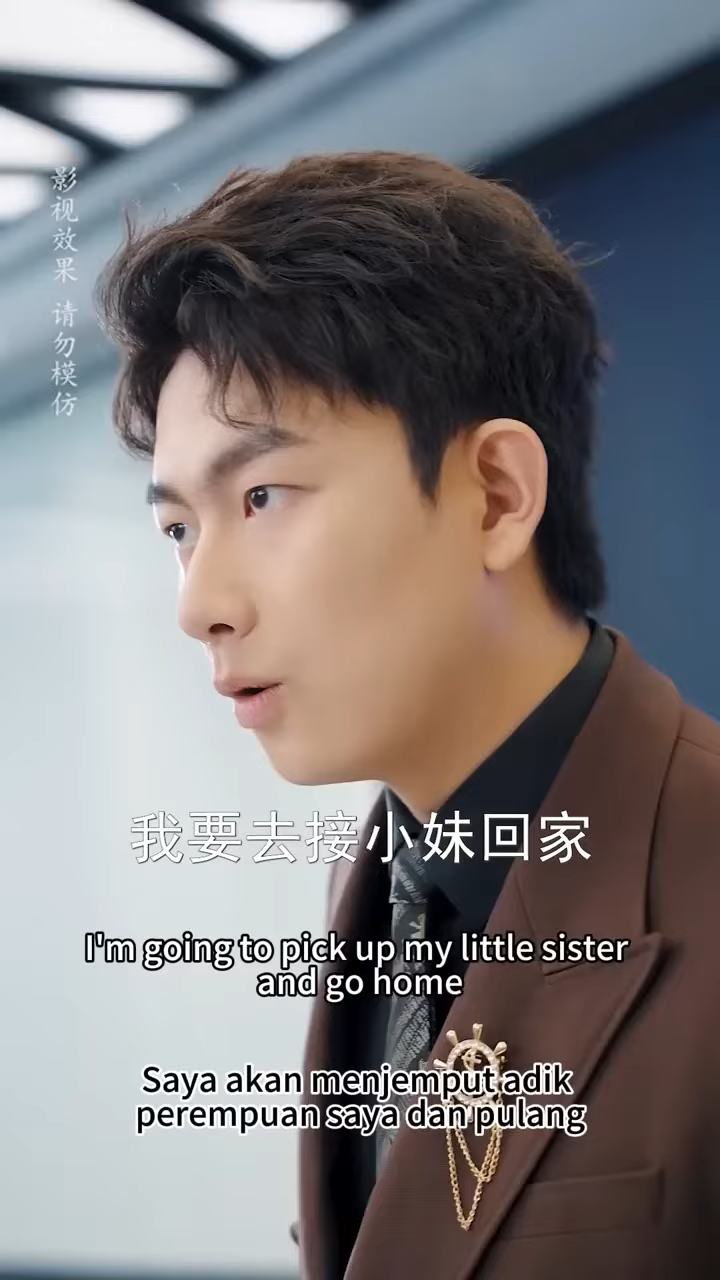 影视效果 请勿模仿
我要去接小妹回家
I'm going to pick up my little sister
and go home
Saya akan menjemput adik
perempuan saya dan pulang